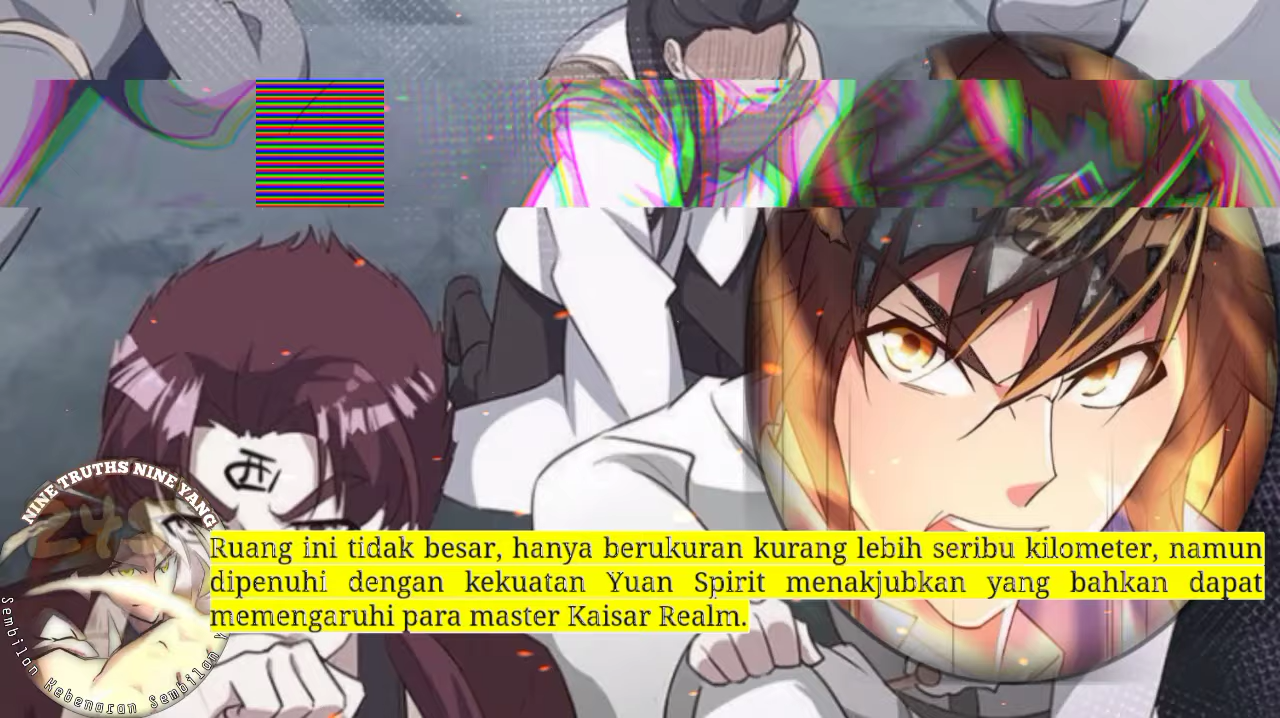 NINE TRUTHS NINE YANG
Ruang ini tidak besar, hanya berukuran kurang lebih seribu kilometer, namun
dipenuhi dengan kekuatan Yuan Spirit menakjubkan yang bahkan dapat
memengaruhi para master Kaisar Realm.
Sembilan Kebenaran Sembilan